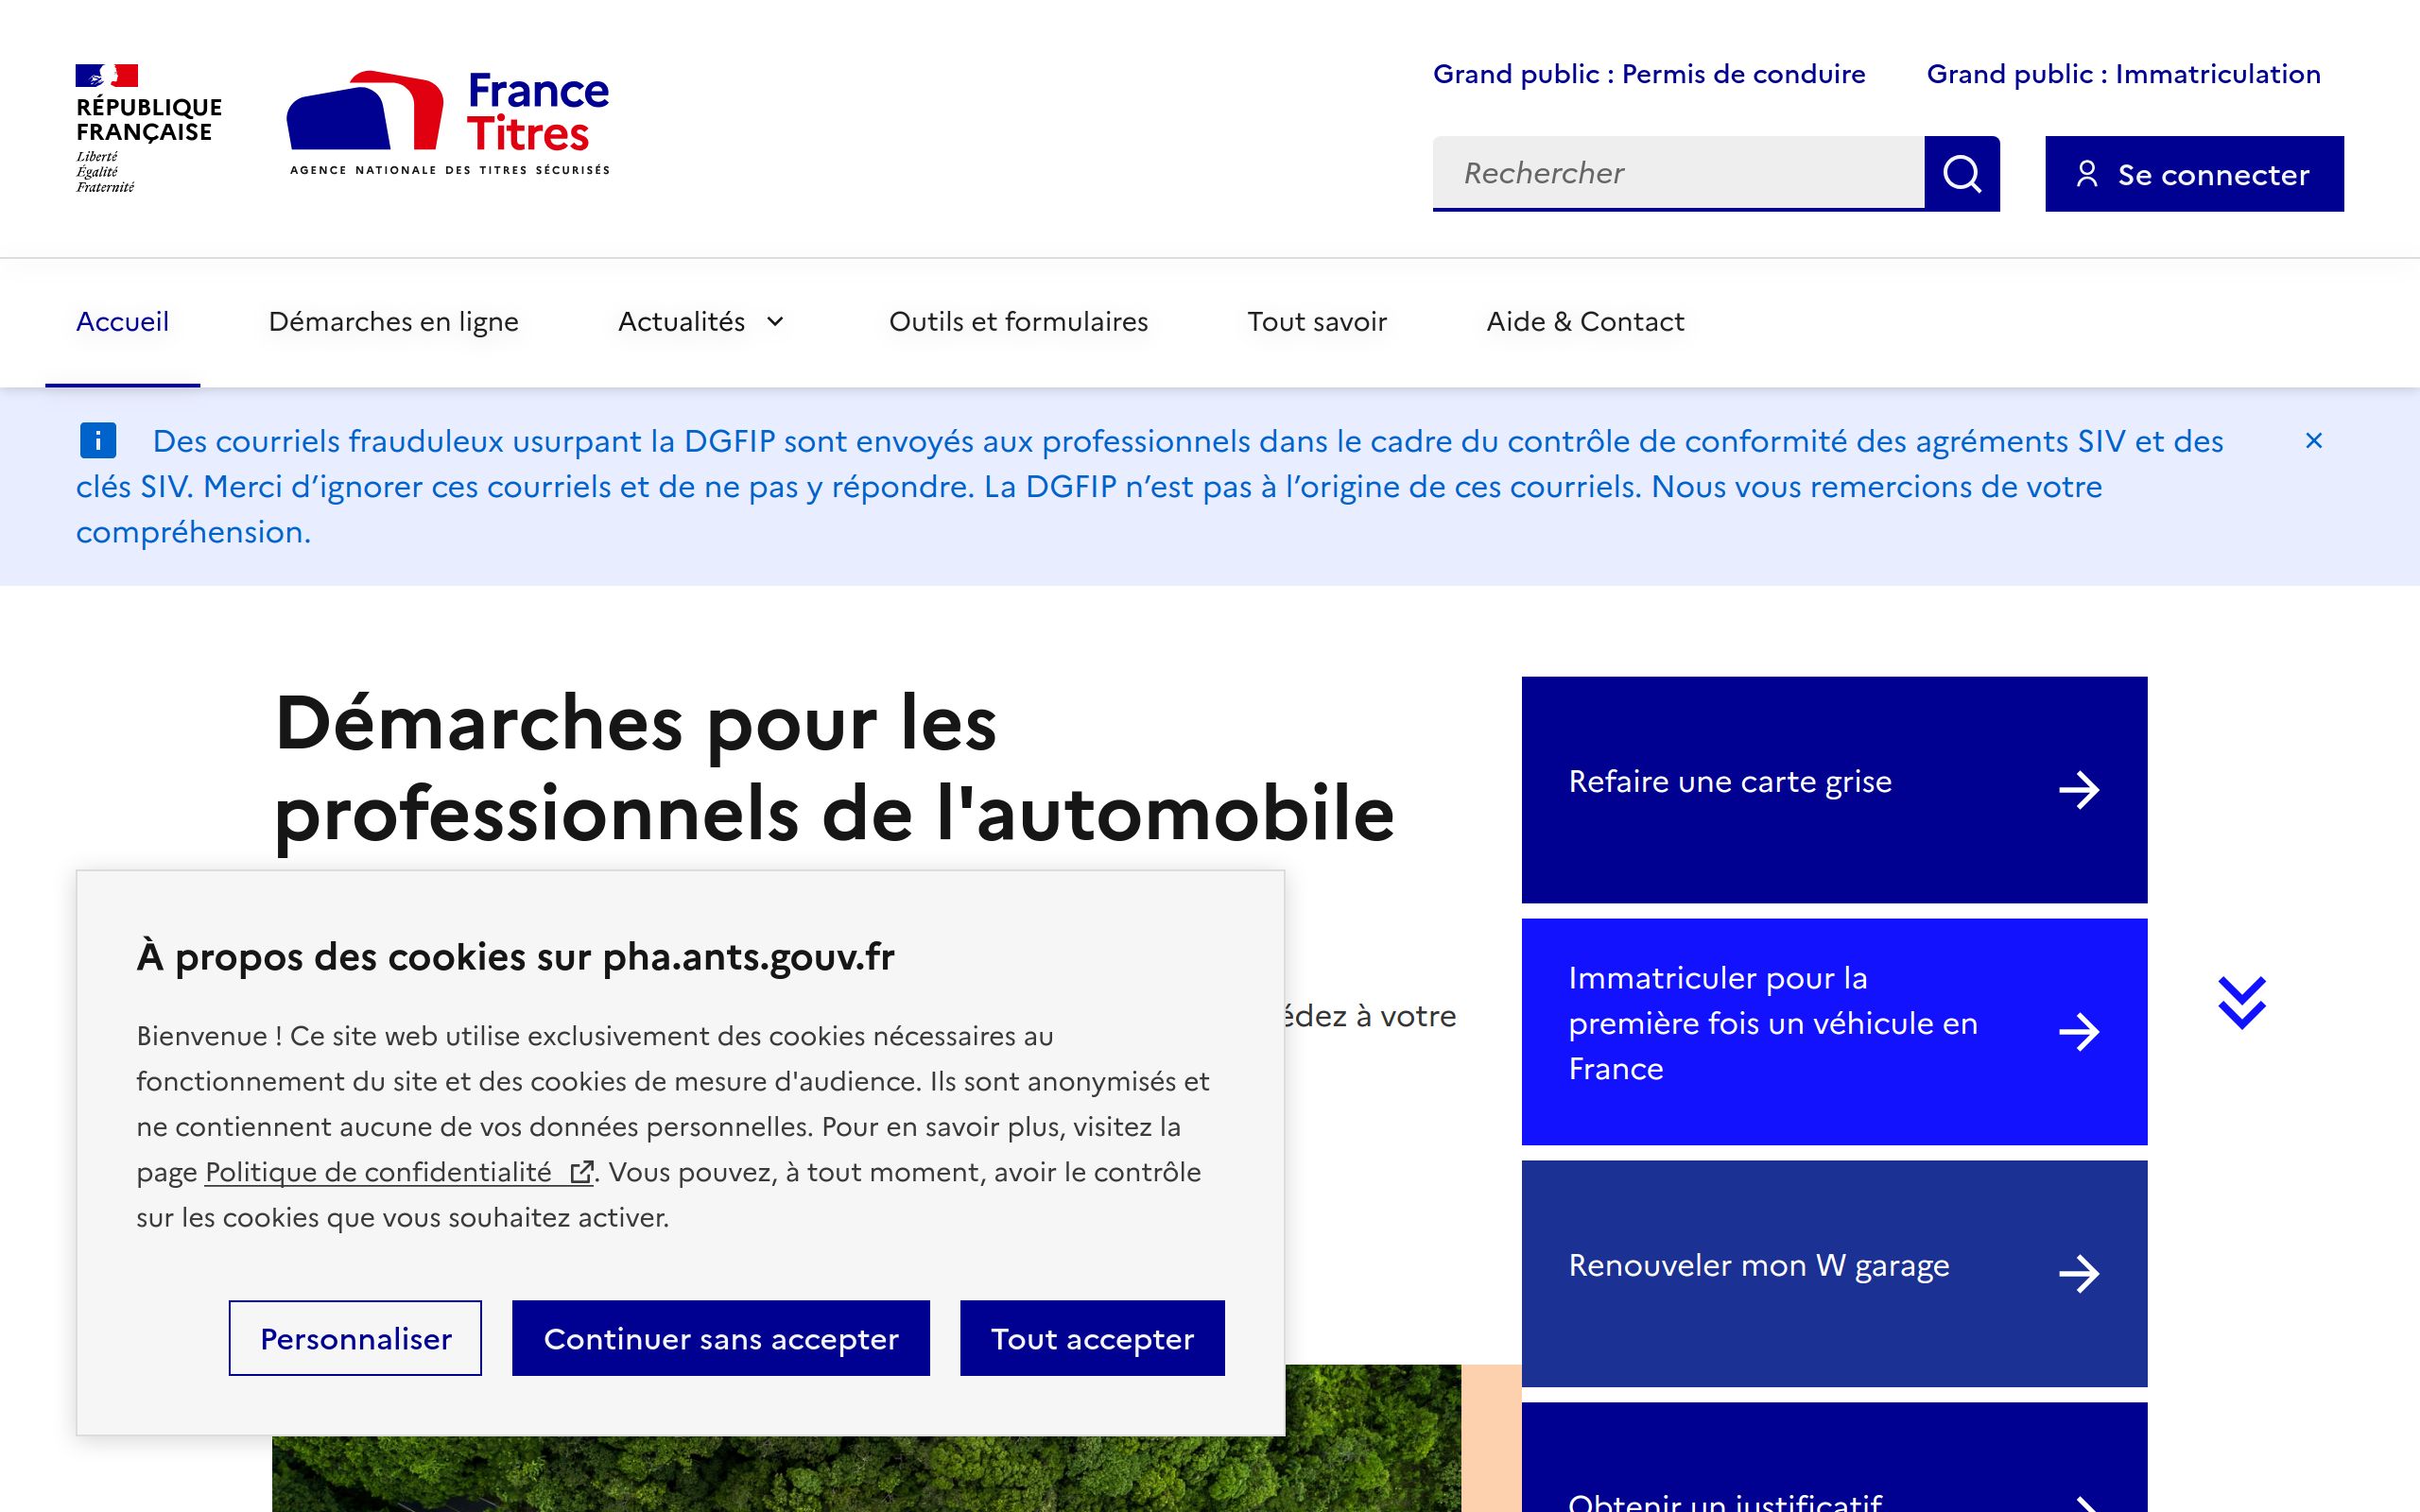 RÉPUBLIQUE
FRANÇAISE
Liberté
Égalité
Fraternité
France
Titres
AGENCE NATIONALE DES TITRES SÉCURISÉS
Grand public : Permis de conduire
Grand public : Immatriculation
Rechercher
Se connecter
Accueil
Démarches en ligne
Actualités
Outils et formulaires
Tout savoir
Aide & Contact
Des courriels frauduleux usurpant la DGFIP sont envoyés aux professionnels dans le cadre du contrôle de conformité des agréments SIV et des
clés SIV. Merci d’ignorer ces courriels et de ne pas y répondre. La DGFIP n’est pas à l’origine de ces courriels. Nous vous remercions de votre
compréhension.
Démarches pour les
professionnels de l'automobile
édez à votre
À propos des cookies sur pha.ants.gouv.fr
Bienvenue ! Ce site web utilise exclusivement des cookies nécessaires au
fonctionnement du site et des cookies de mesure d'audience. Ils sont anonymisés et
ne contiennent aucune de vos données personnelles. Pour en savoir plus, visitez la
page Politique de confidentialité . Vous pouvez, à tout moment, avoir le contrôle
sur les cookies que vous souhaitez activer.
Personnaliser
Continuer sans accepter
Tout accepter
Refaire une carte grise
Immatriculer pour la
première fois un véhicule en
France
Renouveler mon W garage
Obtenir un justificatif